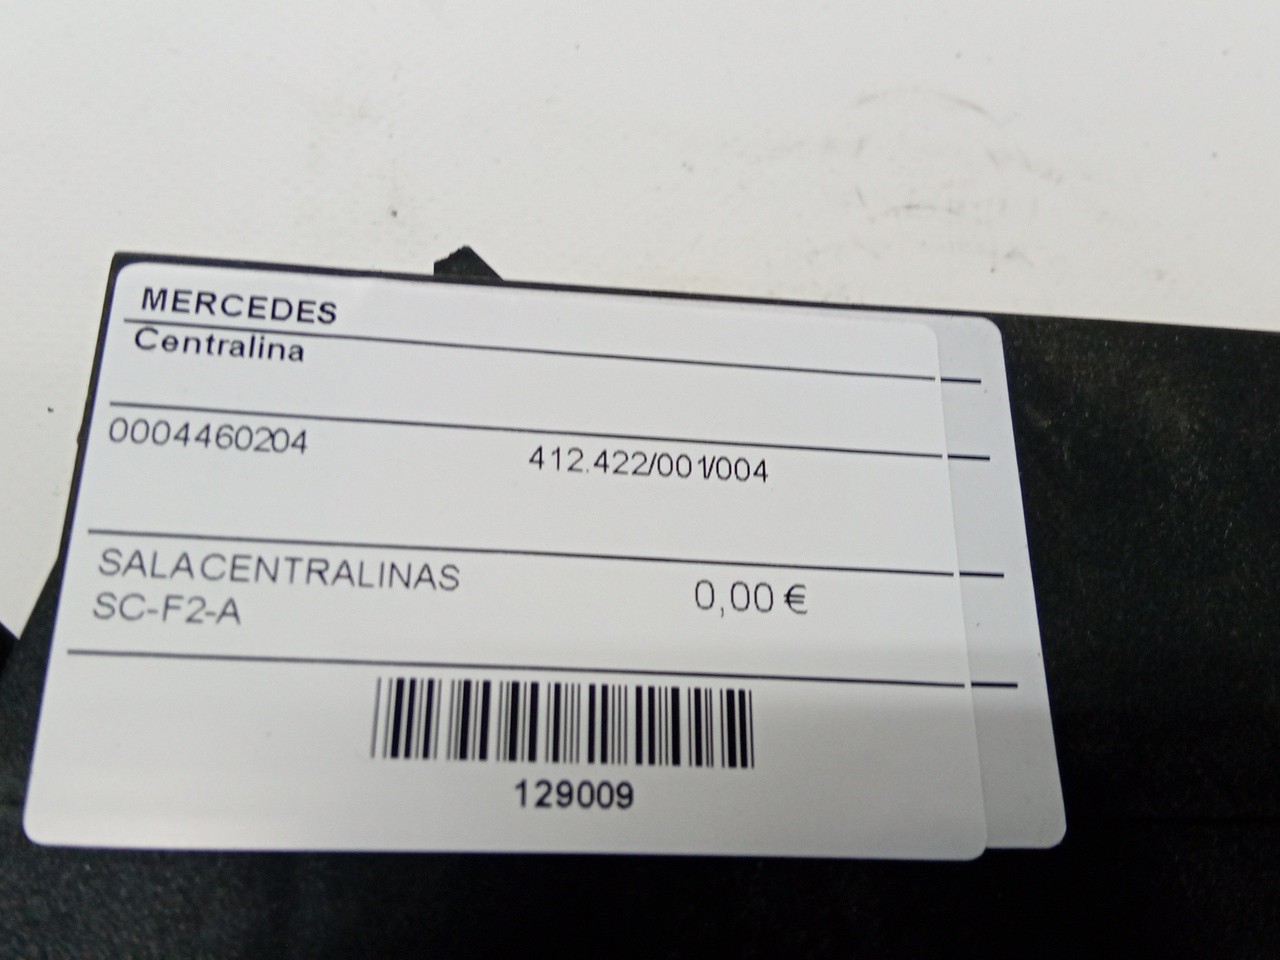 MERCEDES
Centralina
0004460204
412.422/001/004
SALACENTRALINAS
SC-F2-A
0,00 €
129009